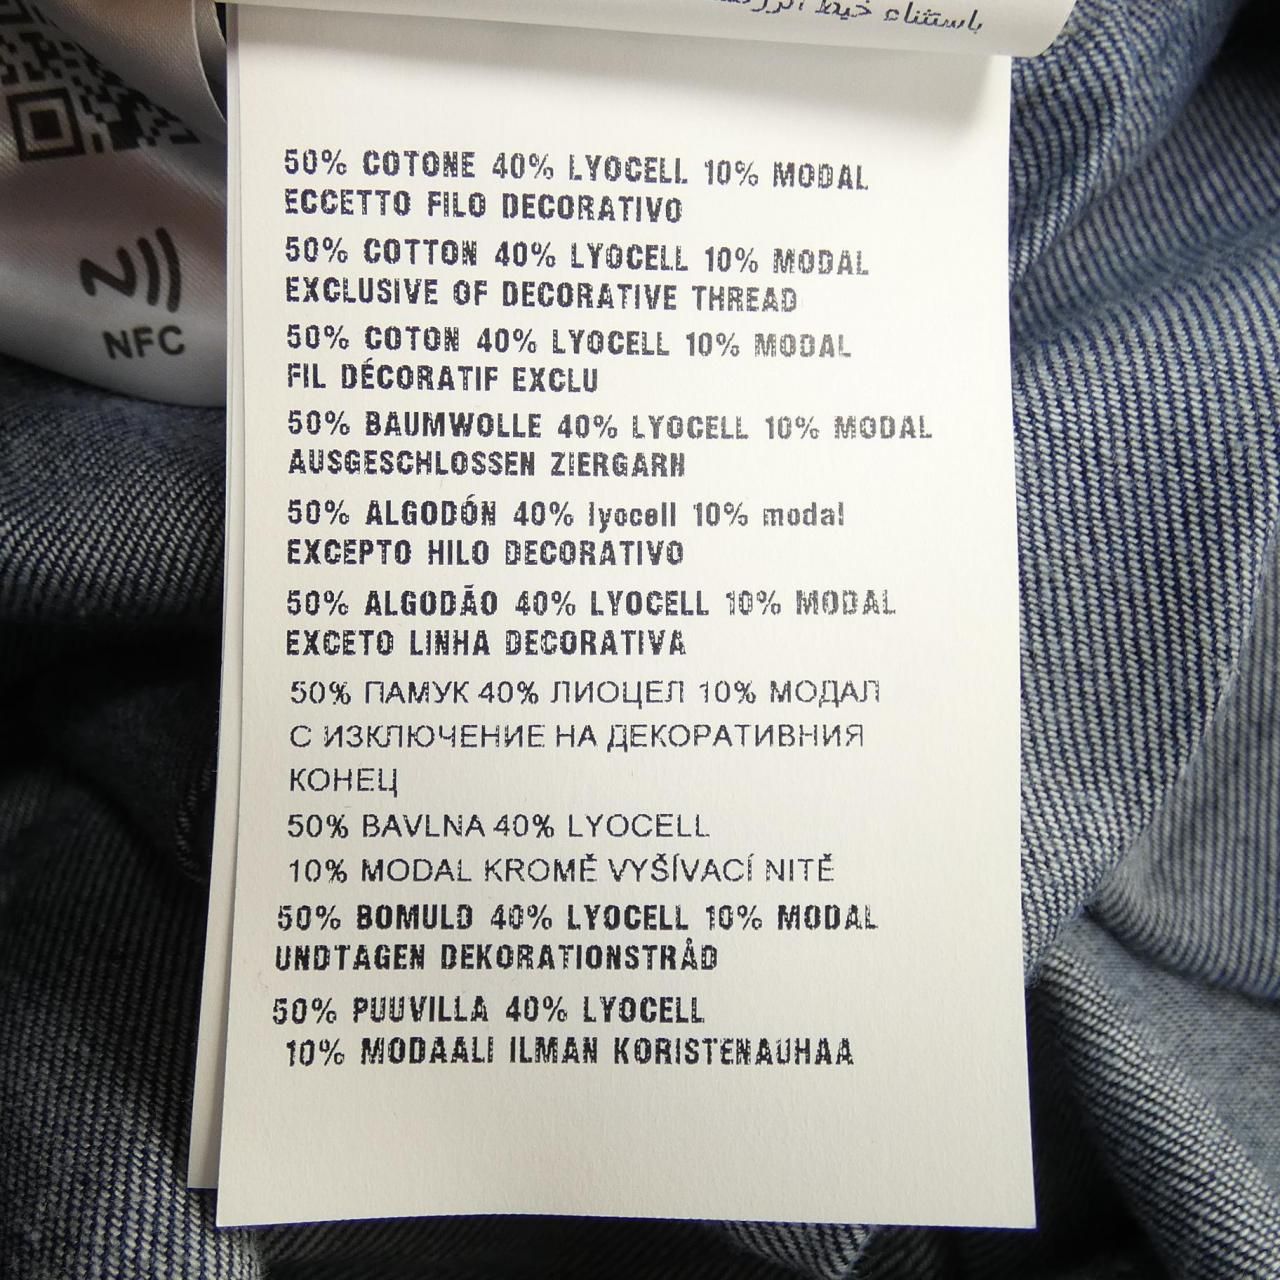 باستثناء خيط
NFC
50% COTONE 40% LYOCELL 10% MODAL
ECCETTO FILO DECORATIVO
50% COTTON 40% LYOCELL 10% MODAL
EXCLUSIVE OF DECORATIVE THREAD
50% COTON 40% LYOCELL 10% MODAL
FIL DÉCORATIF EXCLU
50% BAUMWOLLE 40% LYOCELL 10% MODAL
AUSGESCHLOSSEN ZIERGARN
50% ALGODÓN 40% lyocell 10% modal
EXCEPTO HILO DECORATIVO
50% ALGODÃO 40% LYOCELL 10% MODAL
EXCETO LINHA DECORATIVA
50% ПАМУК 40% ЛИОЦЕЛ 10% МОДАЛ
С ИЗКЛЮЧЕНИЕ НА ДЕКОРАТИВНИЯ
КОНЕЦ
50% BAVLNA 40% LYOCELL
10% MODAL KROMĚ VYŠÍVACÍ NITĚ
50% BOMULD 40% LYOCELL 10% MODAL
UNDTAGEN DEKORATIONSTRÅD
50% PUUVILLA 40% LYOCELL
10% MODAALI ILMAN KORISTENAUHAA